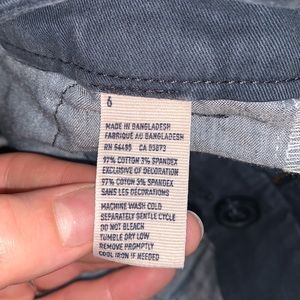 6
MADE IN BANGLADESH
FABRIQUE AU BANGLADESH
RN 54485 CA 03873
97% COTTON 3% SPANDEX
EXCLUSIVE OF DECORATION
97% COTON 3% SPANDEX
SANS LES DECORATIONS
MACHINE WASH COLD
SEPARATELY GENTLE CYCLE
DO NOT BLEACH
TUMBLE DRY LOW
REMOVE PROMPTLY
COOL IRON IF NEEDED